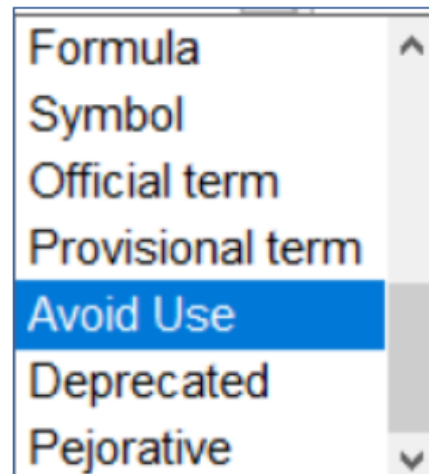 Formula
Symbol
Official term
Provisional term
Avoid Use
Deprecated
Pejorative